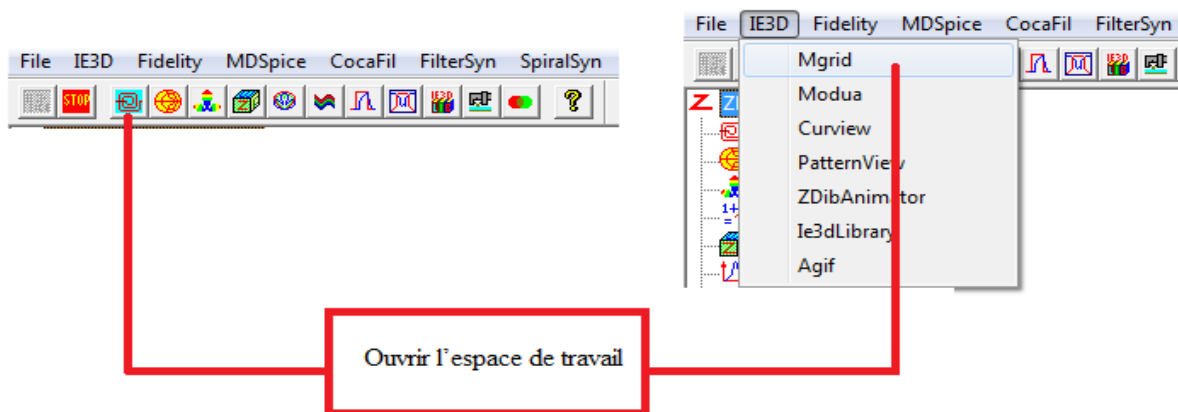 File IE3D Fidelity MDSpice CocaFil FilterSyn SpiralSyn
STOP
File IE3D Fidelity MDSpice CocaFil FilterSyn
Mgrid
Modua
Curview
PatternView
ZDibAnimator
Ie3dLibrary
Agif
Ouvrir l'espace de travail